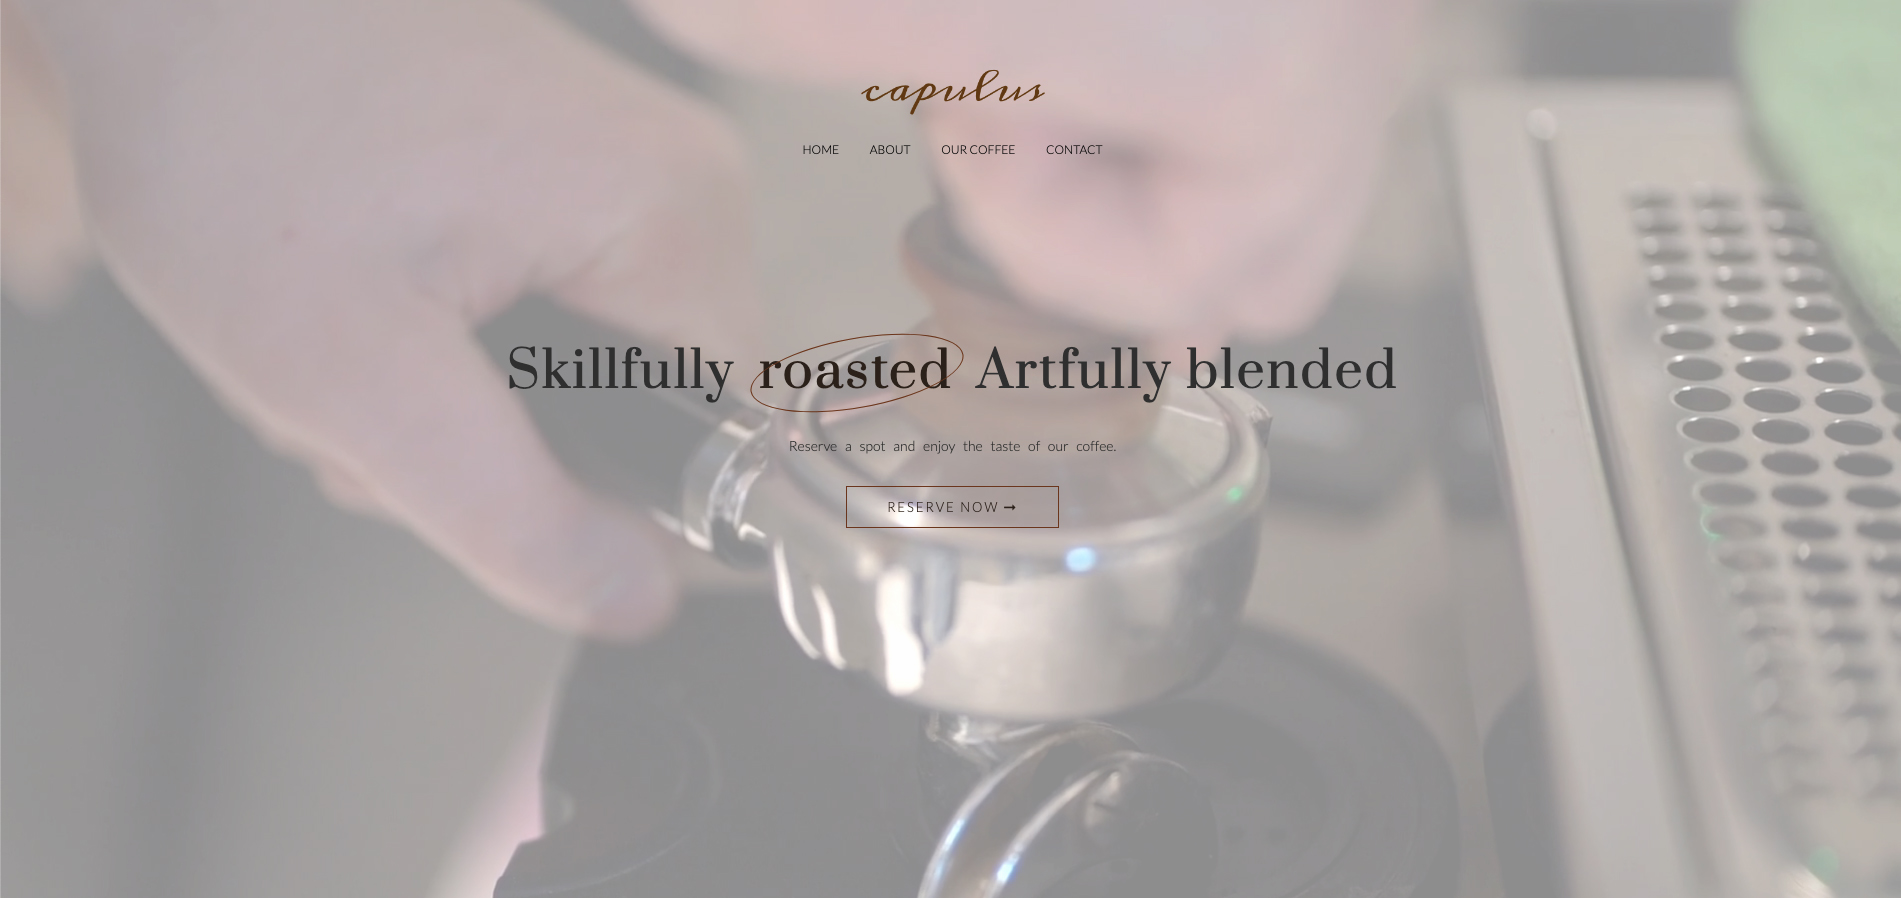 capulus
HOME ABOUT OUR COFFEE CONTACT
Skillfully roasted Artfully blended
Reserve a spot and enjoy the taste of our coffee.
RESERVE NOW ➞